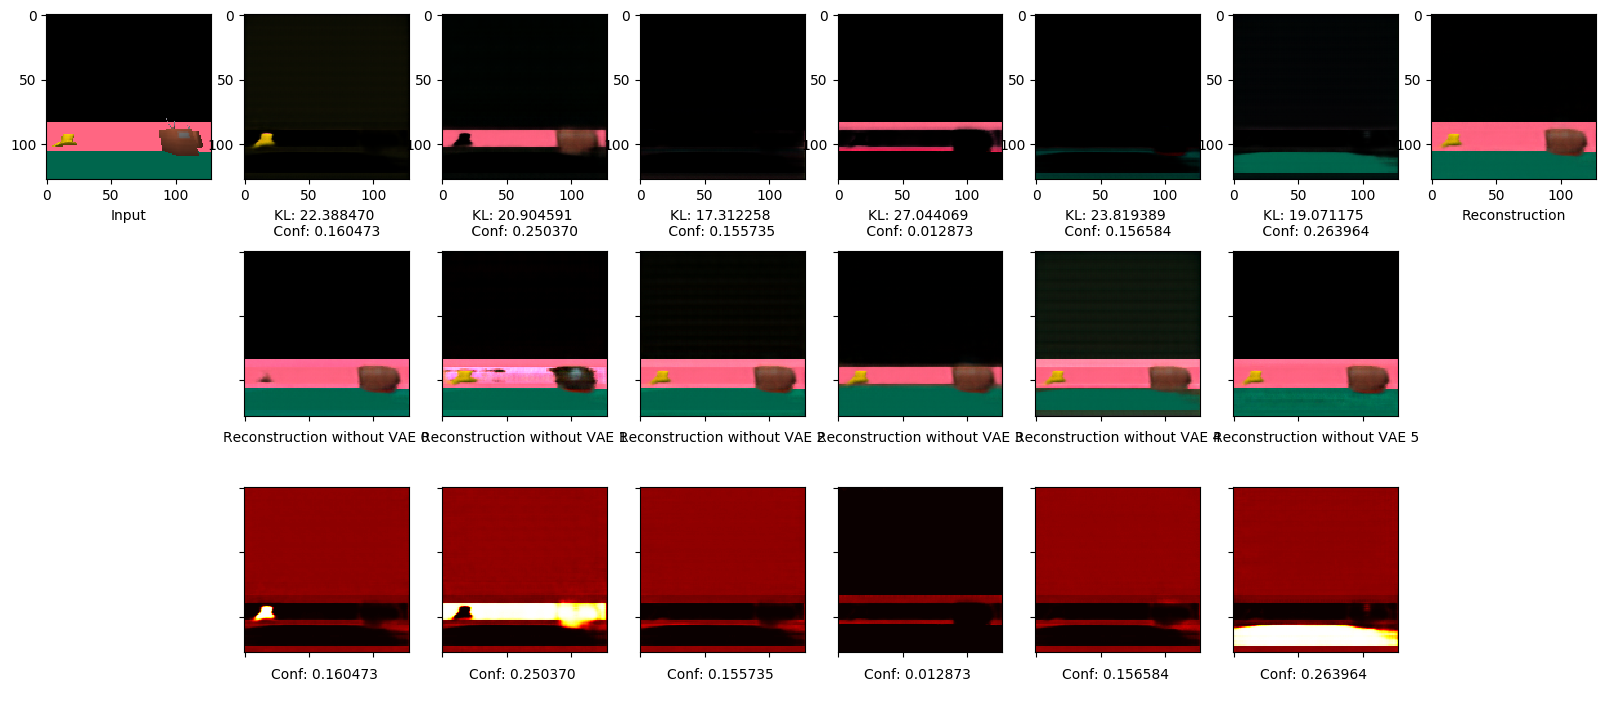 0
50
100
0 50 100
Input
0
50
100
0 50 100
KL: 22.388470
Conf: 0.160473
0
50
100
0 50 100
KL: 20.904591
Conf: 0.250370
0
50
100
0 50 100
KL: 17.312258
Conf: 0.155735
0
50
100
0 50 100
KL: 27.044069
Conf: 0.012873
0
50
100
0 50 100
KL: 23.819389
Conf: 0.156584
0
50
100
0 50 100
KL: 19.071175
Conf: 0.263964
0
50
100
0 50 100
Reconstruction
Reconstruction without VAE 0
Reconstruction without VAE 1
Reconstruction without VAE 2
Reconstruction without VAE 3
Reconstruction without VAE 4
Reconstruction without VAE 5
Conf: 0.160473
Conf: 0.250370
Conf: 0.155735
Conf: 0.012873
Conf: 0.156584
Conf: 0.263964